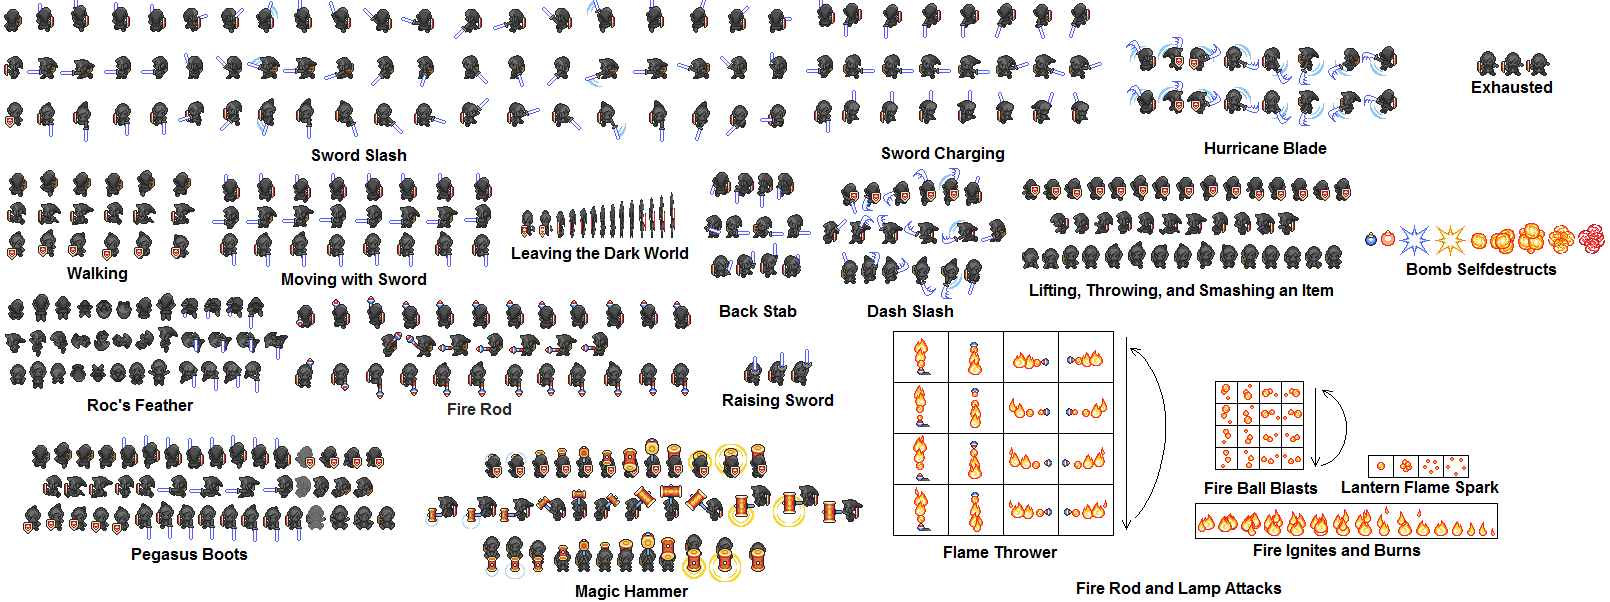 Exhausted
Sword Slash
Sword Charging
Hurricane Blade
Walking
Moving with Sword
Leaving the Dark World
Back Stab
Dash Slash
Lifting, Throwing, and Smashing an Item
Bomb Selfdestructs
Roc's Feather
Fire Rod
Raising Sword
Fire Ball Blasts
Lantern Flame Spark
Pegasus Boots
Magic Hammer
Flame Thrower
Fire Ignites and Burns
Fire Rod and Lamp Attacks